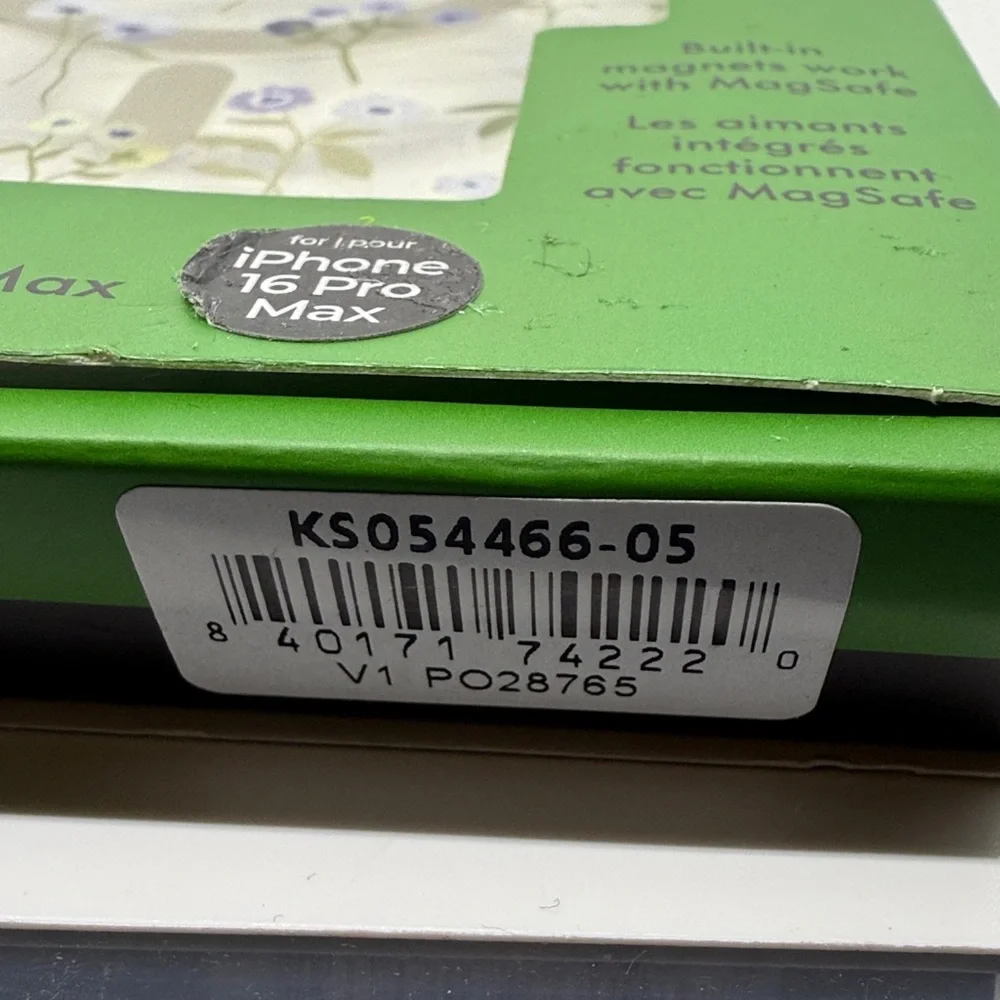 Built-in
magnets work
with MagSafe
Les aimants
intégrés
fonctionnent
avec MagSafe
for | pour
iPhone
16 Pro
Max
Max
KS054466-05
8 40171 74222 0
V1 PO28765